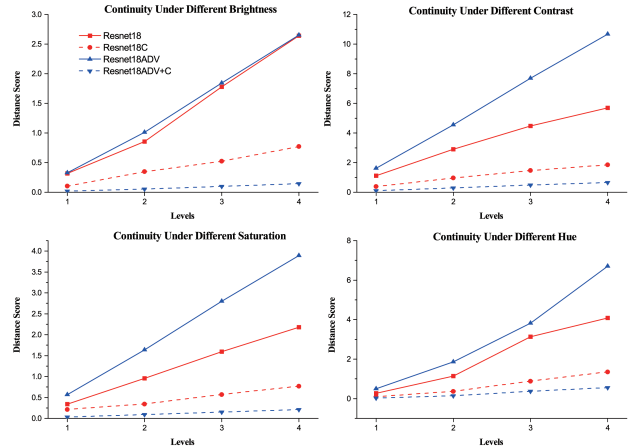 Continuity Under Different Brightness
Distance Score
3.0
2.5
2.0
1.5
1.0
0.5
0.0
Resnet18
Resnet18C
Resnet18ADV
Resnet18ADV+C
1 2 3 4
Levels
Continuity Under Different Contrast
Distance Score
12
10
8
6
4
2
0
1 2 3 4
Levels
Continuity Under Different Saturation
Distance Score
4.0
3.5
3.0
2.5
2.0
1.5
1.0
0.5
0.0
1 2 3 4
Levels
Continuity Under Different Hue
Distance Score
8
6
4
2
0
1 2 3 4
Levels